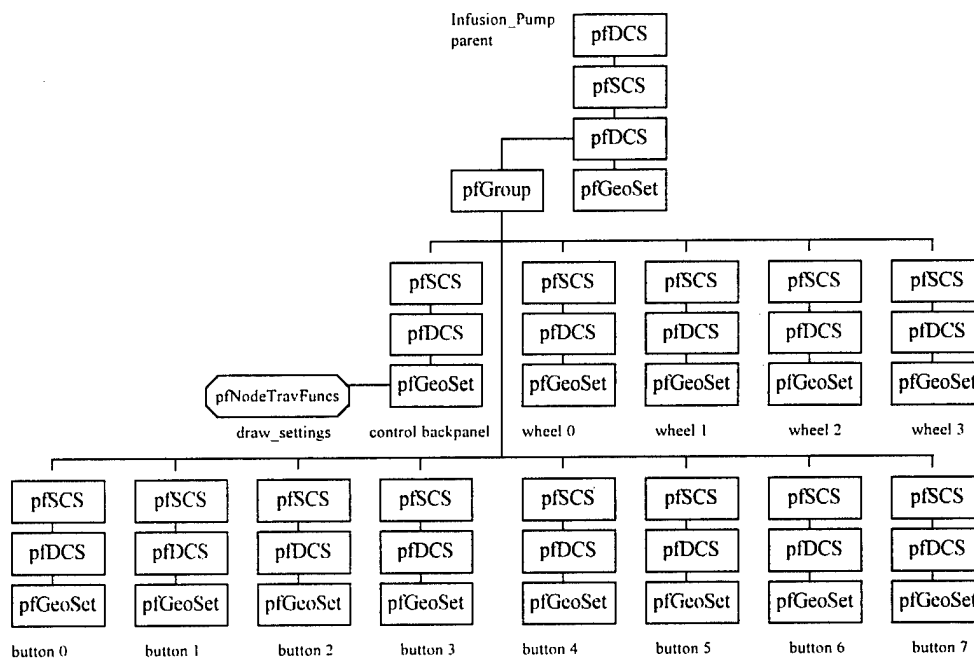 Infusion_Pump
parent
pfDCS
pfSCS
pfDCS
pfGroup
pfGeoSet
pfSCS pfSCS pfSCS pfSCS pfSCS
pfDCS pfDCS pfDCS pfDCS pfDCS
pfGeoSet pfGeoSet pfGeoSet pfGeoSet pfGeoSet
pfNodeTravFuncs
draw_settings control backpanel wheel 0 wheel 1 wheel 2 wheel 3
pfSCS pfSCS pfSCS pfSCS pfSCS pfSCS pfSCS pfSCS
pfDCS pfDCS pfDCS pfDCS pfDCS pfDCS pfDCS pfDCS
pfGeoSet pfGeoSet pfGeoSet pfGeoSet pfGeoSet pfGeoSet pfGeoSet pfGeoSet
button 0 button 1 button 2 button 3 button 4 button 5 button 6 button 7